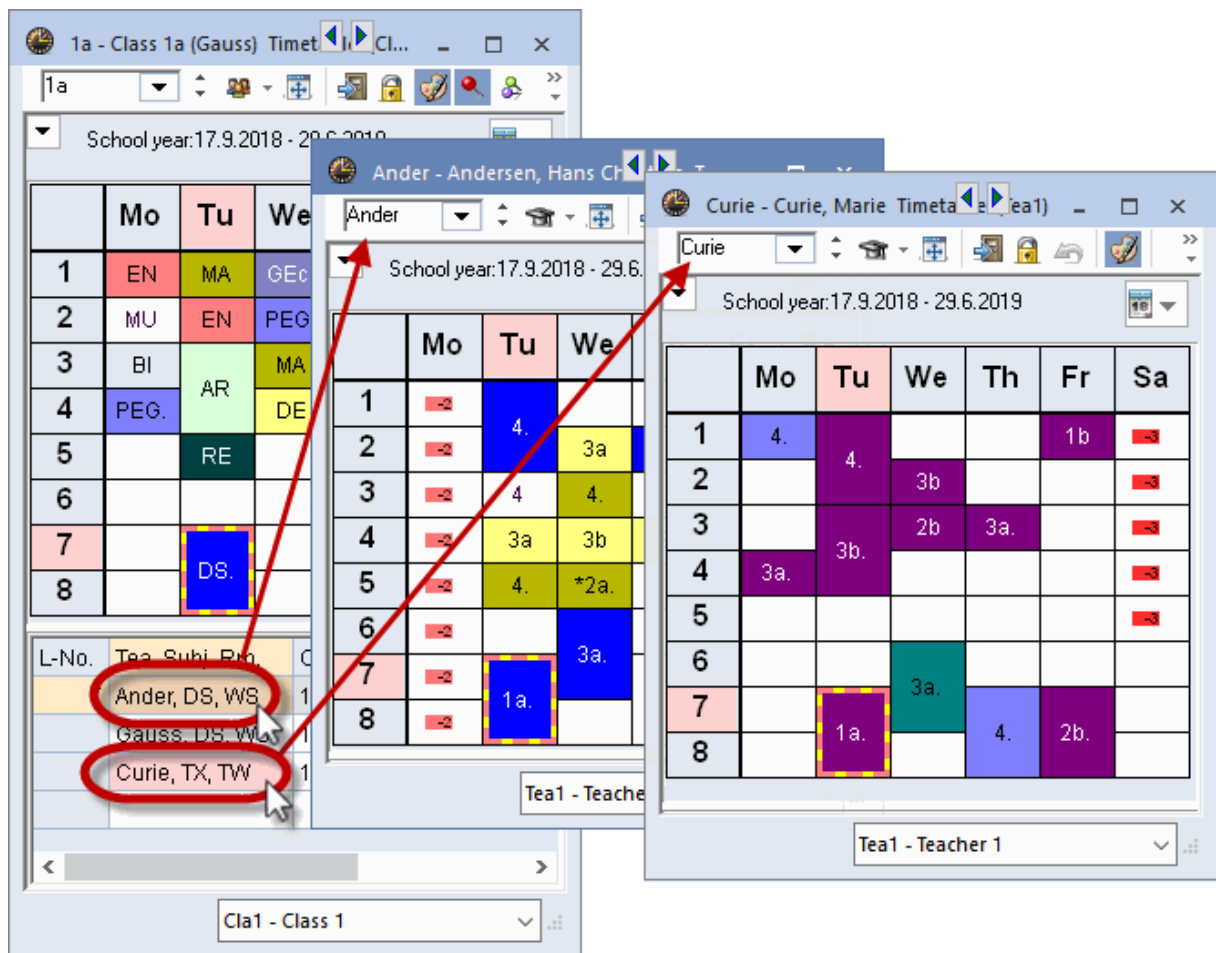 1a - Class 1a (Gauss) Timet Cl...
1a
School year:17.9.2018 - 29.6.2019
Mo Tu We
1 EN MA GEc
2 MU EN PEG
3 BI AR MA
4 PEG. DE
5 RE
6
7 DS.
8
L-No. Tea, Subj, Rm.
Ander, DS, WS 1
Gauss, DS, 1
Curie, TX, TW 1
Cla1 - Class 1
Ander - Andersen, Hans Ch
Ander
School year:17.9.2018 - 29.6.
Mo Tu We
1 -2 4.
2 -2 3a
3 -2 4 4.
4 -2 3a 3b
5 -2 4. *2a.
6 -2 3a.
7 -2 1a.
8 -2
Tea1 - Teache
Curie - Curie, Marie Timeta ea1)
Curie
School year:17.9.2018 - 29.6.2019
18
Mo Tu We Th Fr Sa
1 4. 4. 1b -3
2 3b -3
3 3b. 2b 3a. -3
4 3a. -3
5 -3
6 3a.
7 1a. 4. 2b.
8
Tea1 - Teacher 1